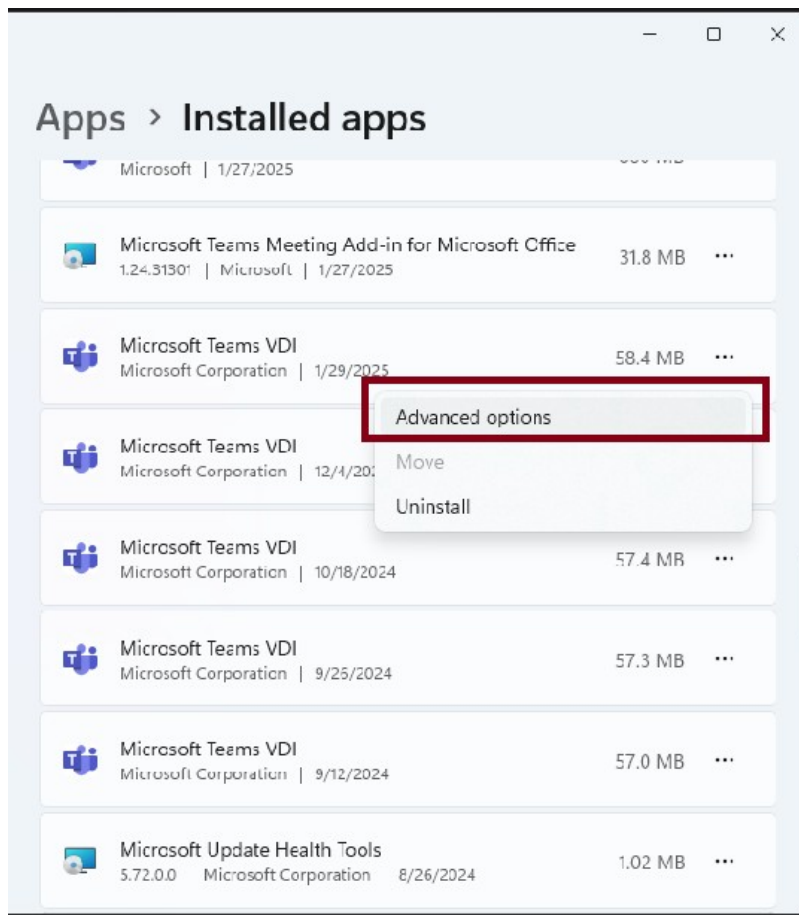 Apps > Installed apps
Microsoft | 1/27/2025
Microsoft Teams Meeting Add-in for Microsoft Office
1.24.31301 | Microsoft | 1/27/2025
31.8 MB
Microsoft Teams VDI
Microsoft Corporation | 1/29/2025
58.4 MB
Advanced options
Microsoft Teams VDI
Microsoft Corporation |
Move
Uninstall
Microsoft Teams VDI
Microsoft Corporation | 10/18/2024
57.4 MB
Microsoft Teams VDI
Microsoft Corporation | 9/25/2024
57.3 MB
Microsoft Teams VDI
Microsoft Corporation | 9/12/2024
57.0 MB
Microsoft Update Health Tools
5.72.0.0 Microsoft Corporation 8/26/2024
1.02 MB